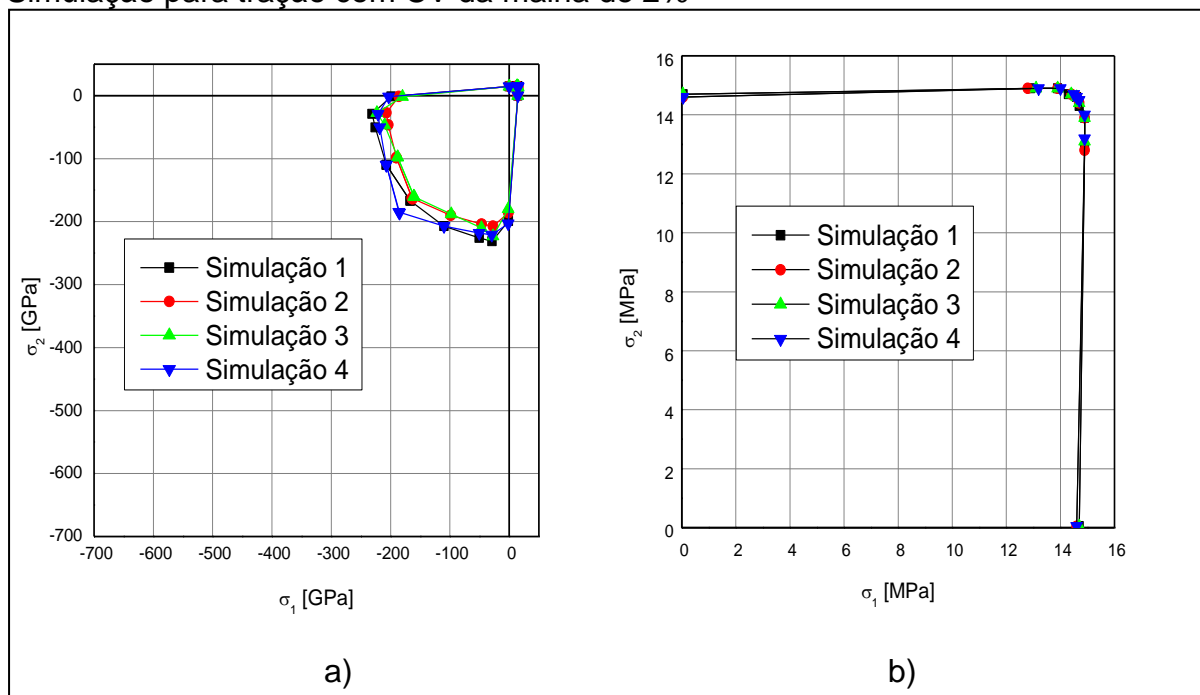 Simulação para tração com CV da malha de 2%
0
-100
-200
-300
-400
-500
-600
-700
σ2 [GPa]
Simulação 1
Simulação 2
Simulação 3
Simulação 4
-700 -600 -500 -400 -300 -200 -100 0
σ1 [GPa]
a)
16
14
12
10
8
6
4
2
0
σ2 [MPa]
Simulação 1
Simulação 2
Simulação 3
Simulação 4
0 2 4 6 8 10 12 14 16
σ1 [MPa]
b)